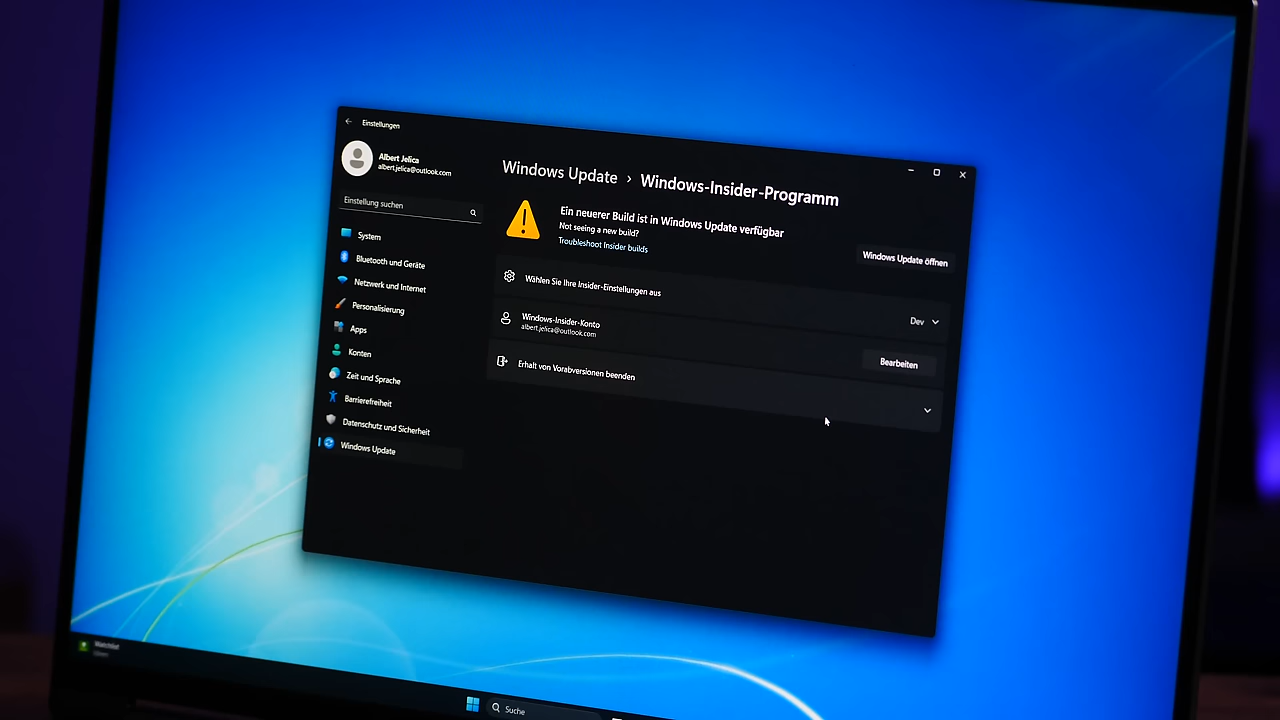 Einstellungen
Albert Jelica
albert.jelica@outlook.com
Einstellung suchen
System
Bluetooth und Geräte
Netzwerk und Internet
Personalisierung
Apps
Konten
Zeit und Sprache
Barrierefreiheit
Datenschutz und Sicherheit
Windows Update
Windows Update › Windows-Insider-Programm
Ein neuerer Build ist in Windows Update verfügbar
Not seeing a new build?
Troubleshoot Insider builds
Windows Update öffnen
Wählen Sie Ihre Insider-Einstellungen aus
Dev
Windows-Insider-Konto
albert.jelica@outlook.com
Bearbeiten
Erhalt von Vorabversionen beenden
Watchlist
Suche